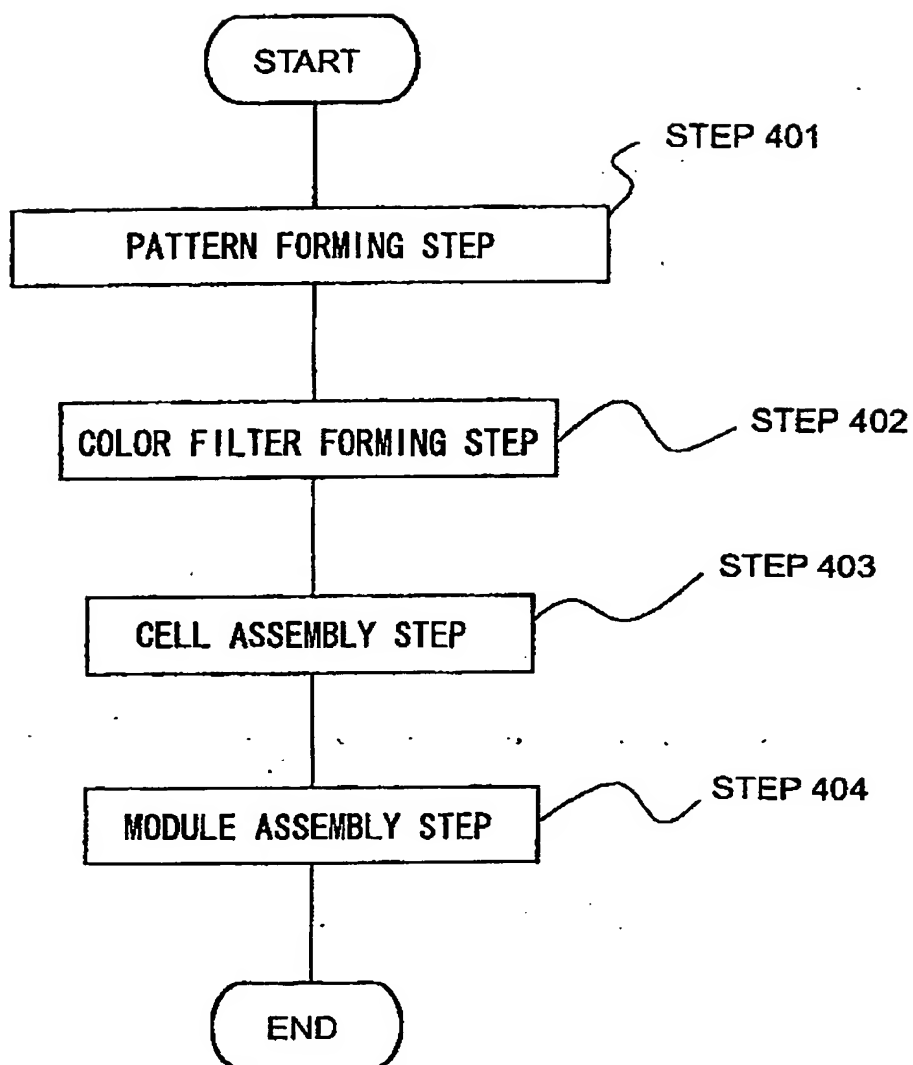 START
STEP 401
PATTERN FORMING STEP
COLOR FILTER FORMING STEP
STEP 402
STEP 403
CELL ASSEMBLY STEP
STEP 404
MODULE ASSEMBLY STEP
END